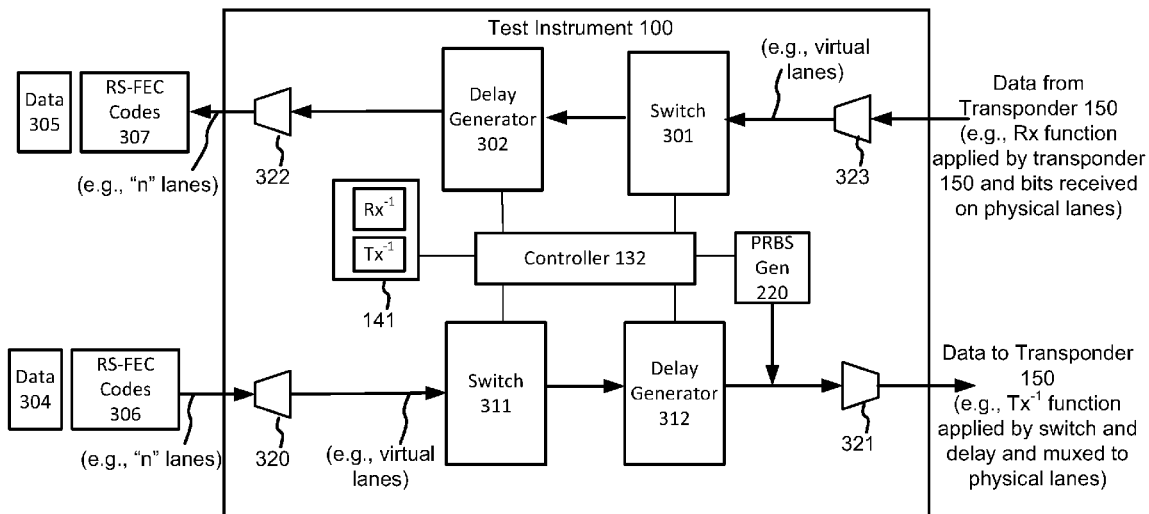 Test Instrument 100
Data
305
RS-FEC
Codes
307
(e.g., “n” lanes)
322
Delay
Generator
302
Switch
301
(e.g., virtual
lanes)
323
Data from
Transponder 150
(e.g., Rx function
applied by transponder
150 and bits received
on physical lanes)
Rx-1
Tx-1
141
Controller 132
PRBS
Gen
220
Data
304
RS-FEC
Codes
306
(e.g., “n” lanes)
320
(e.g., virtual
lanes)
Switch
311
Delay
Generator
312
321
Data to Transponder
150
(e.g., Tx-1 function
applied by switch and
delay and muxed to
physical lanes)